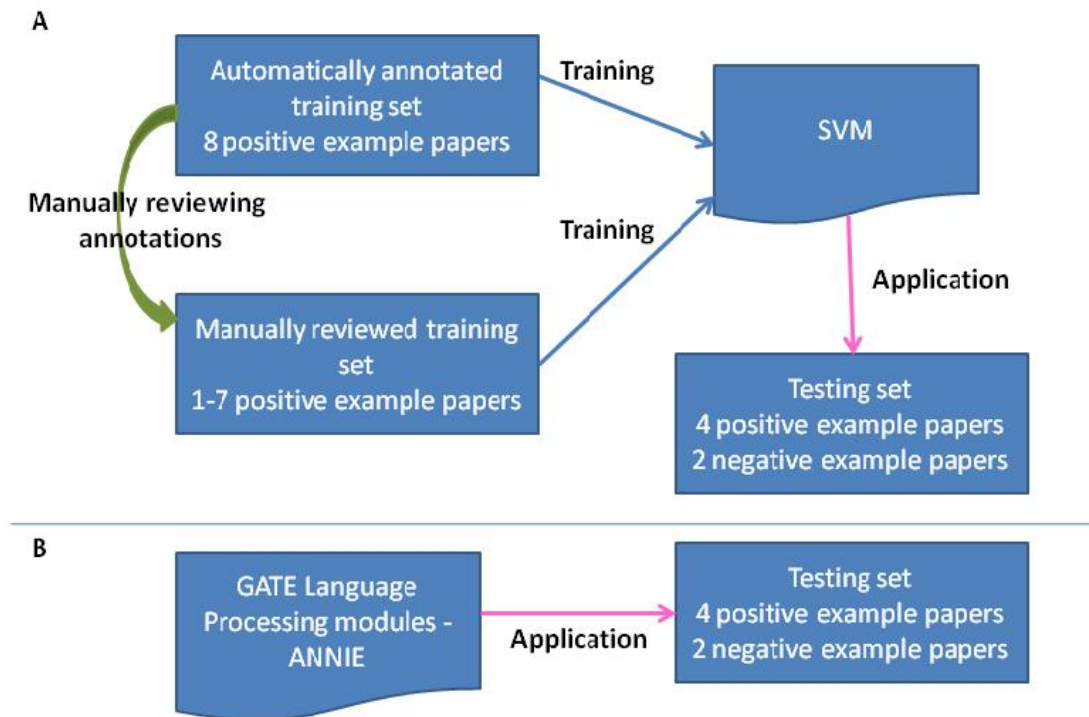 A
Automatically annotated
training set
8 positive example papers
Training
SVM
Manually reviewing
annotations
Training
Application
Manually reviewed training
set
1-7 positive example papers
Testing set
4 positive example papers
2 negative example papers
B
GATE Language
Processing modules -
ANNIE
Application
Testing set
4 positive example papers
2 negative example papers